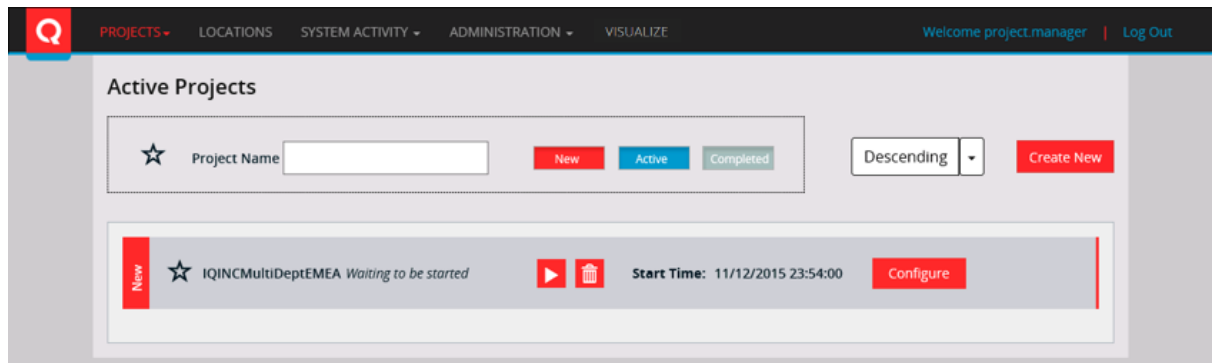 PROJECTS LOCATIONS SYSTEM ACTIVITY ADMINISTRATION VISUALIZE Welcome project.manager | Log Out
Active Projects
Project Name New Active Completed Descending Create New
New IQINCMultiDeptEMEA Waiting to be started Start Time: 11/12/2015 23:54:00 Configure